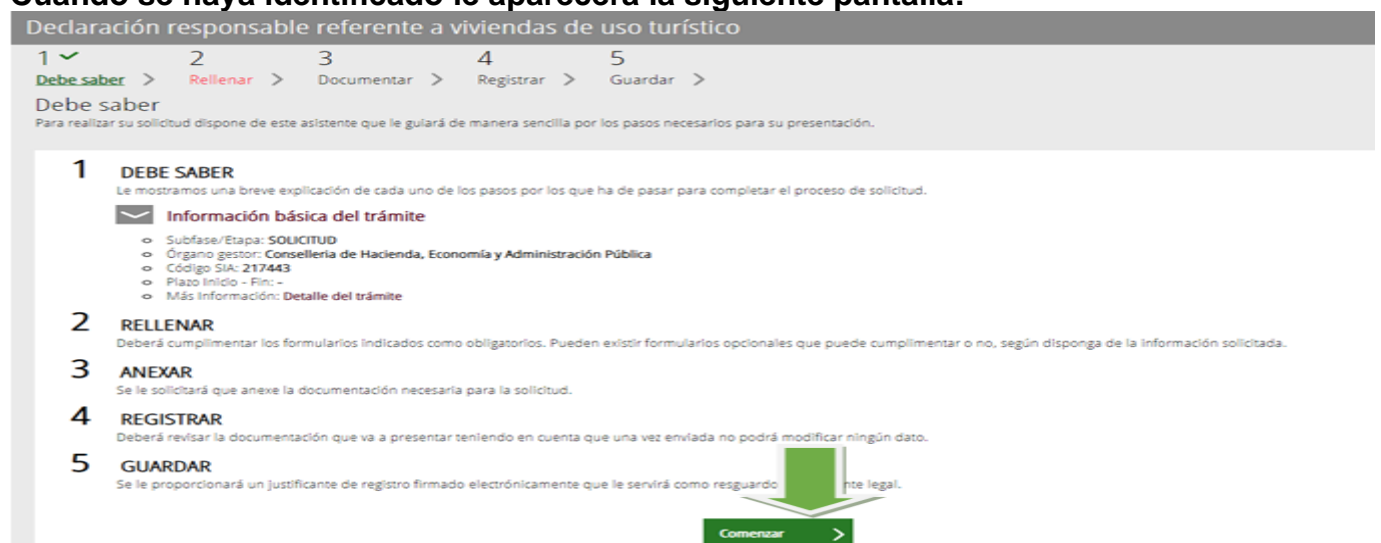 Cuando se haya identificado le aparecerá la siguiente pantalla:
Declaración responsable referente a viviendas de uso turístico
1 2 3 4 5
Debe saber > Rellenar > Documentar > Registrar > Guardar >
Debe saber
Para realizar su solicitud dispone de este asistente que le guiará de manera sencilla por los pasos necesarios para su presentación.
1 DEBE SABER
Le mostramos una breve explicación de cada uno de los pasos por los que ha de pasar para completar el proceso de solicitud.
Información básica del trámite
Subfase/Etapa: SOLICITUD
Órgano gestor: Conselleria de Hacienda, Economía y Administración Pública
Código SIA: 217443
Plazo Inicio - Fin: -
Más Información: Detalle del trámite
2 RELLENAR
Deberá cumplimentar los formularios indicados como obligatorios. Pueden existir formularios opcionales que puede cumplimentar o no, según disponga de la información solicitada.
3 ANEXAR
Se le solicitará que anexe la documentación necesaria para la solicitud.
4 REGISTRAR
Deberá revisar la documentación que va a presentar teniendo en cuenta que una vez enviada no podrá modificar ningún dato.
5 GUARDAR
Se le proporcionará un justificante de registro firmado electrónicamente que le servirá como resguardo legal.
Comenzar >